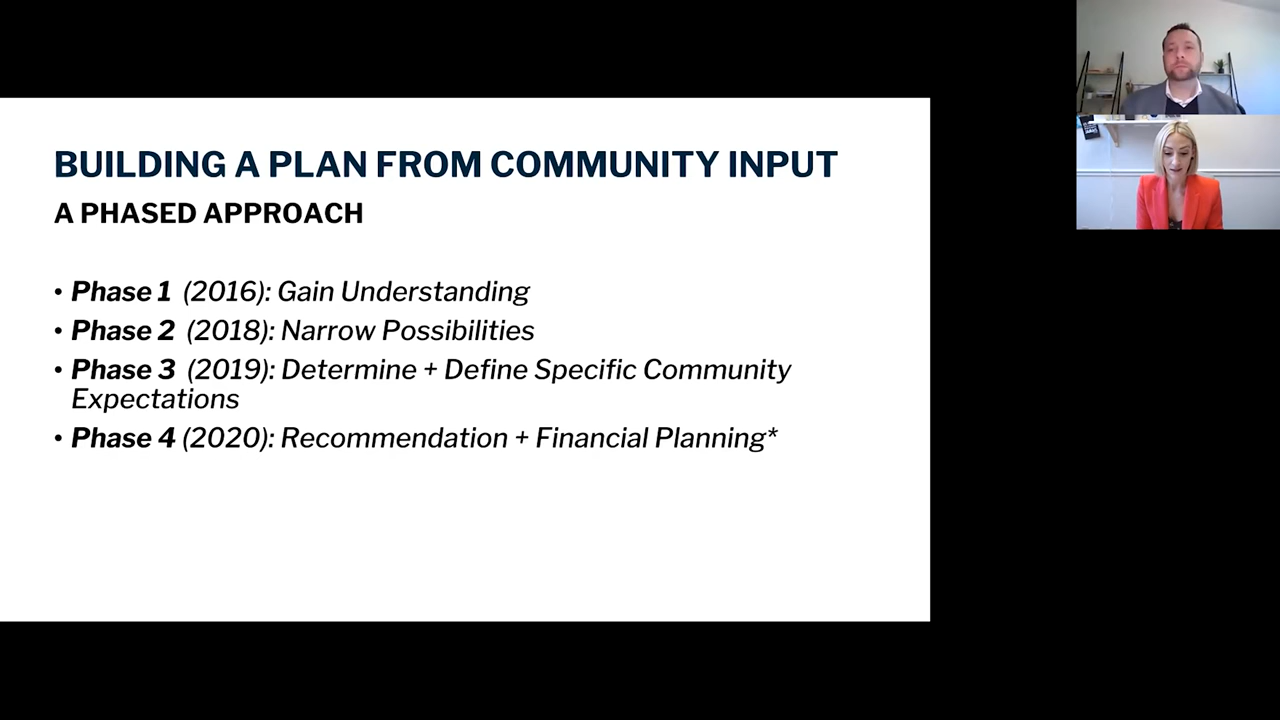 BUILDING A PLAN FROM COMMUNITY INPUT
A PHASED APPROACH
• Phase 1 (2016): Gain Understanding
• Phase 2 (2018): Narrow Possibilities
• Phase 3 (2019): Determine + Define Specific Community
Expectations
• Phase 4 (2020): Recommendation + Financial Planning*